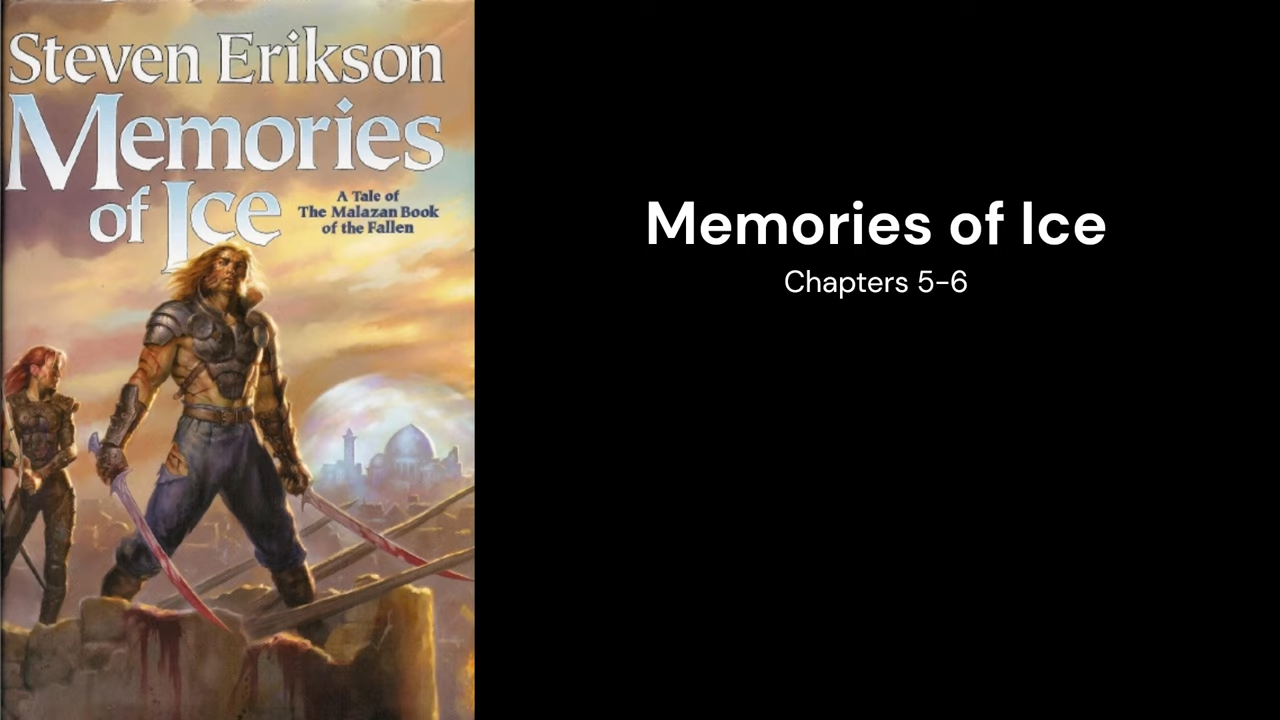 Steven Erikson
Memories
of Ice
A Tale of
The Malazan Book
of the Fallen
Memories of Ice
Chapters 5-6